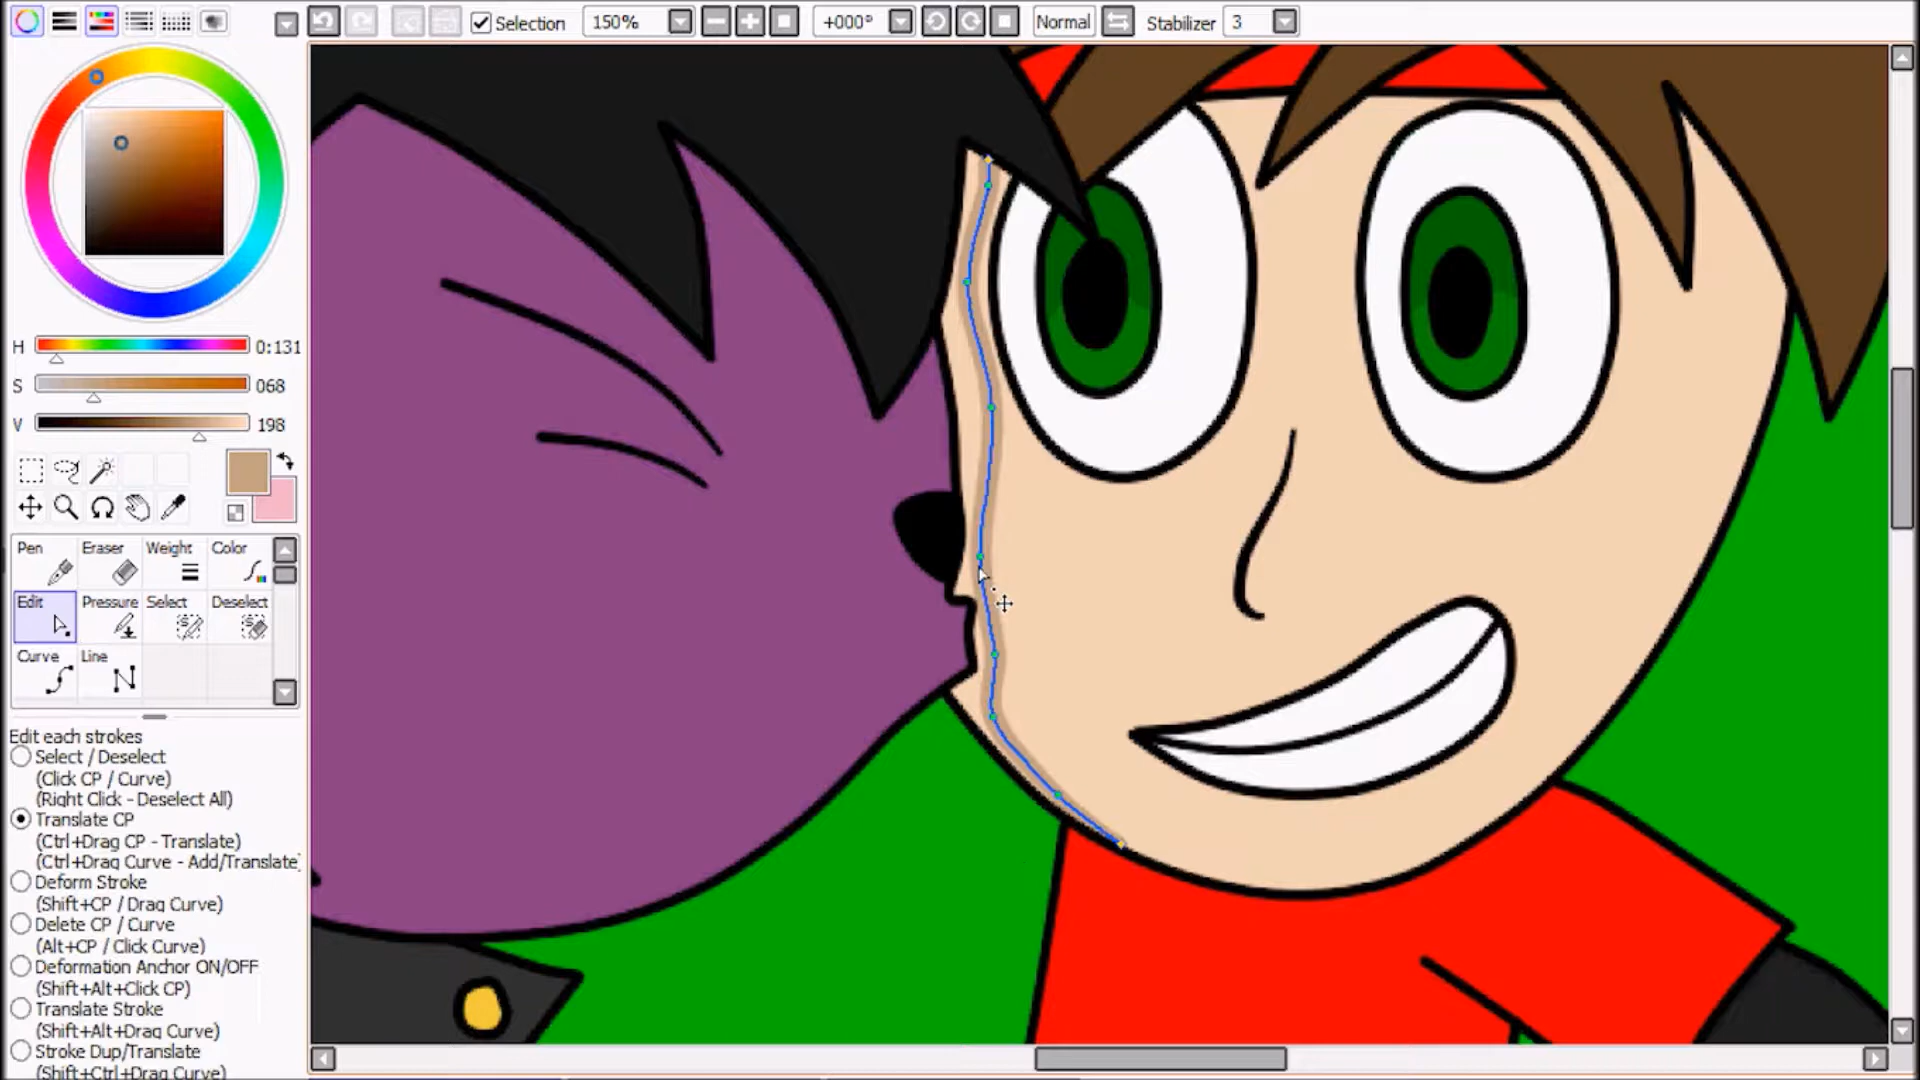 Selection 150% +000° Normal Stabilizer 3
H 0:131
S 068
V 198
Pen Eraser Weight Color
Edit Pressure Select Deselect
Curve Line
Edit each strokes
Select / Deselect
(Click CP / Curve)
(Right Click - Deselect All)
Translate CP
(Ctrl+Drag CP - Translate)
(Ctrl+Drag Curve - Add/Translate)
Deform Stroke
(Shift+CP / Drag Curve)
Delete CP / Curve
(Alt+CP / Click Curve)
Deformation Anchor ON/OFF
(Shift+Alt+Click CP)
Translate Stroke
(Shift+Alt+Drag Curve)
Stroke Dup/Translate
(Shift+Ctrl+Drag Curve)